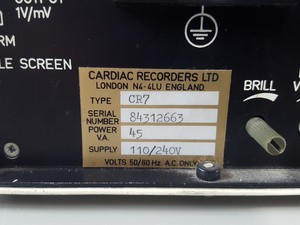 1V/mV
RM
LE SCREEN
CARDIAC RECORDERS LTD
LONDON N4-4LU ENGLAND
TYPE CR7
SERIAL NUMBER 84312663
POWER VA. 45
SUPPLY 110/240V
VOLTS 50/60 Hz A.C ONLY
BRILL